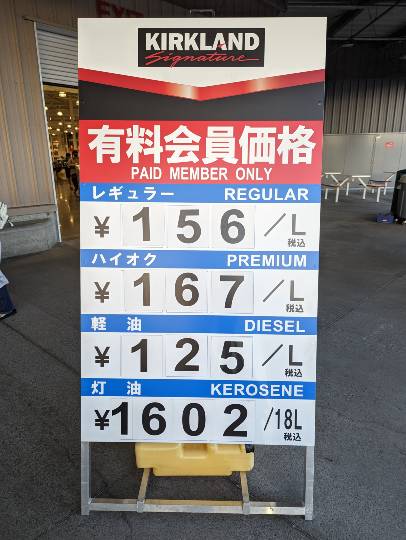 KIRKLAND
Signature
有料会員価格
PAID MEMBER ONLY
レギュラー REGULAR
¥156/L 税込
ハイオク PREMIUM
¥167/L 税込
軽油 DIESEL
¥125/L 税込
灯油 KEROSENE
¥1602/18L 税込